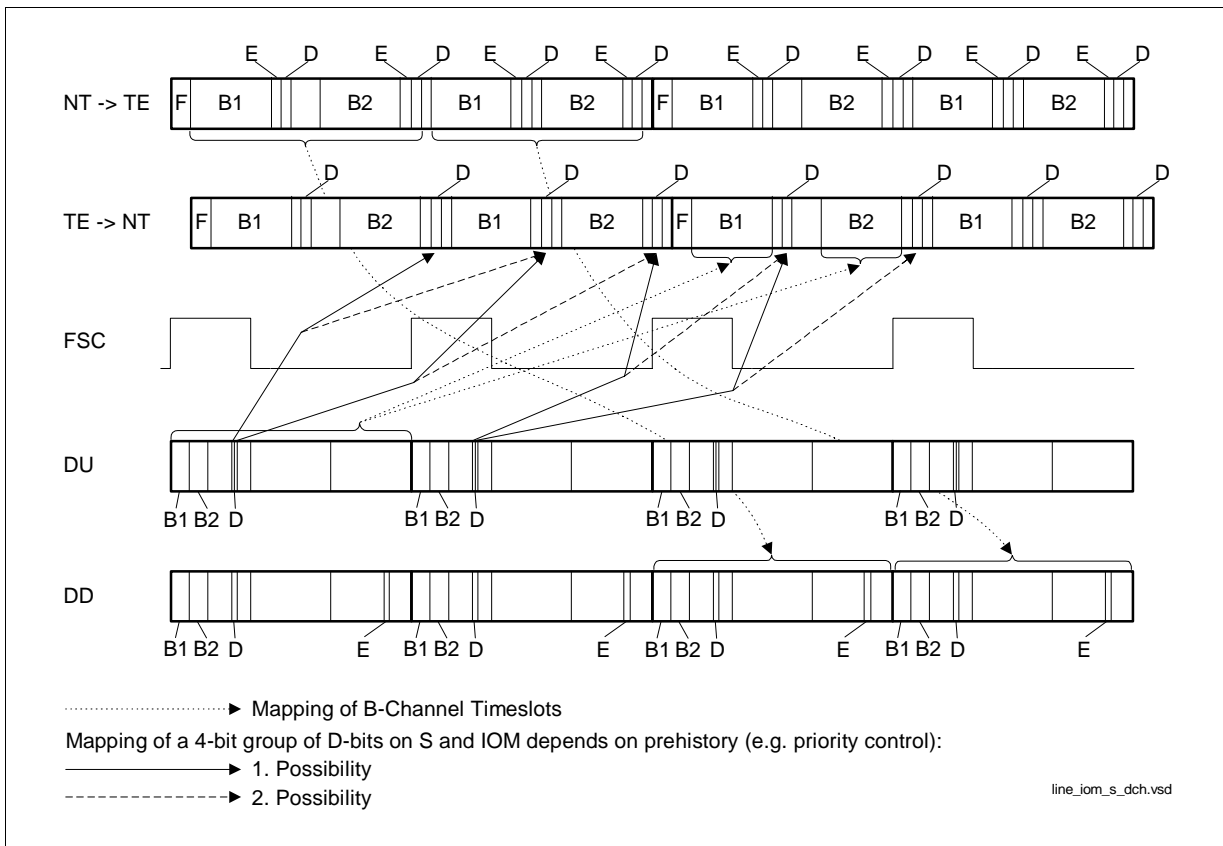 E D E D E D E D E D E D E D E D
NT -> TE F B1 B2 B1 B2 F B1 B2 B1 B2
D D D D D D D D
TE -> NT F B1 B2 B1 B2 F B1 B2 B1 B2
FSC
DU
B1 B2 D B1 B2 D B1 B2 D B1 B2 D
DD
B1 B2 D E B1 B2 D E B1 B2 D E B1 B2 D E
Mapping of B-Channel Timeslots
Mapping of a 4-bit group of D-bits on S and IOM depends on prehistory (e.g. priority control):
1. Possibility
2. Possibility
line_iom_s_dch.vsd